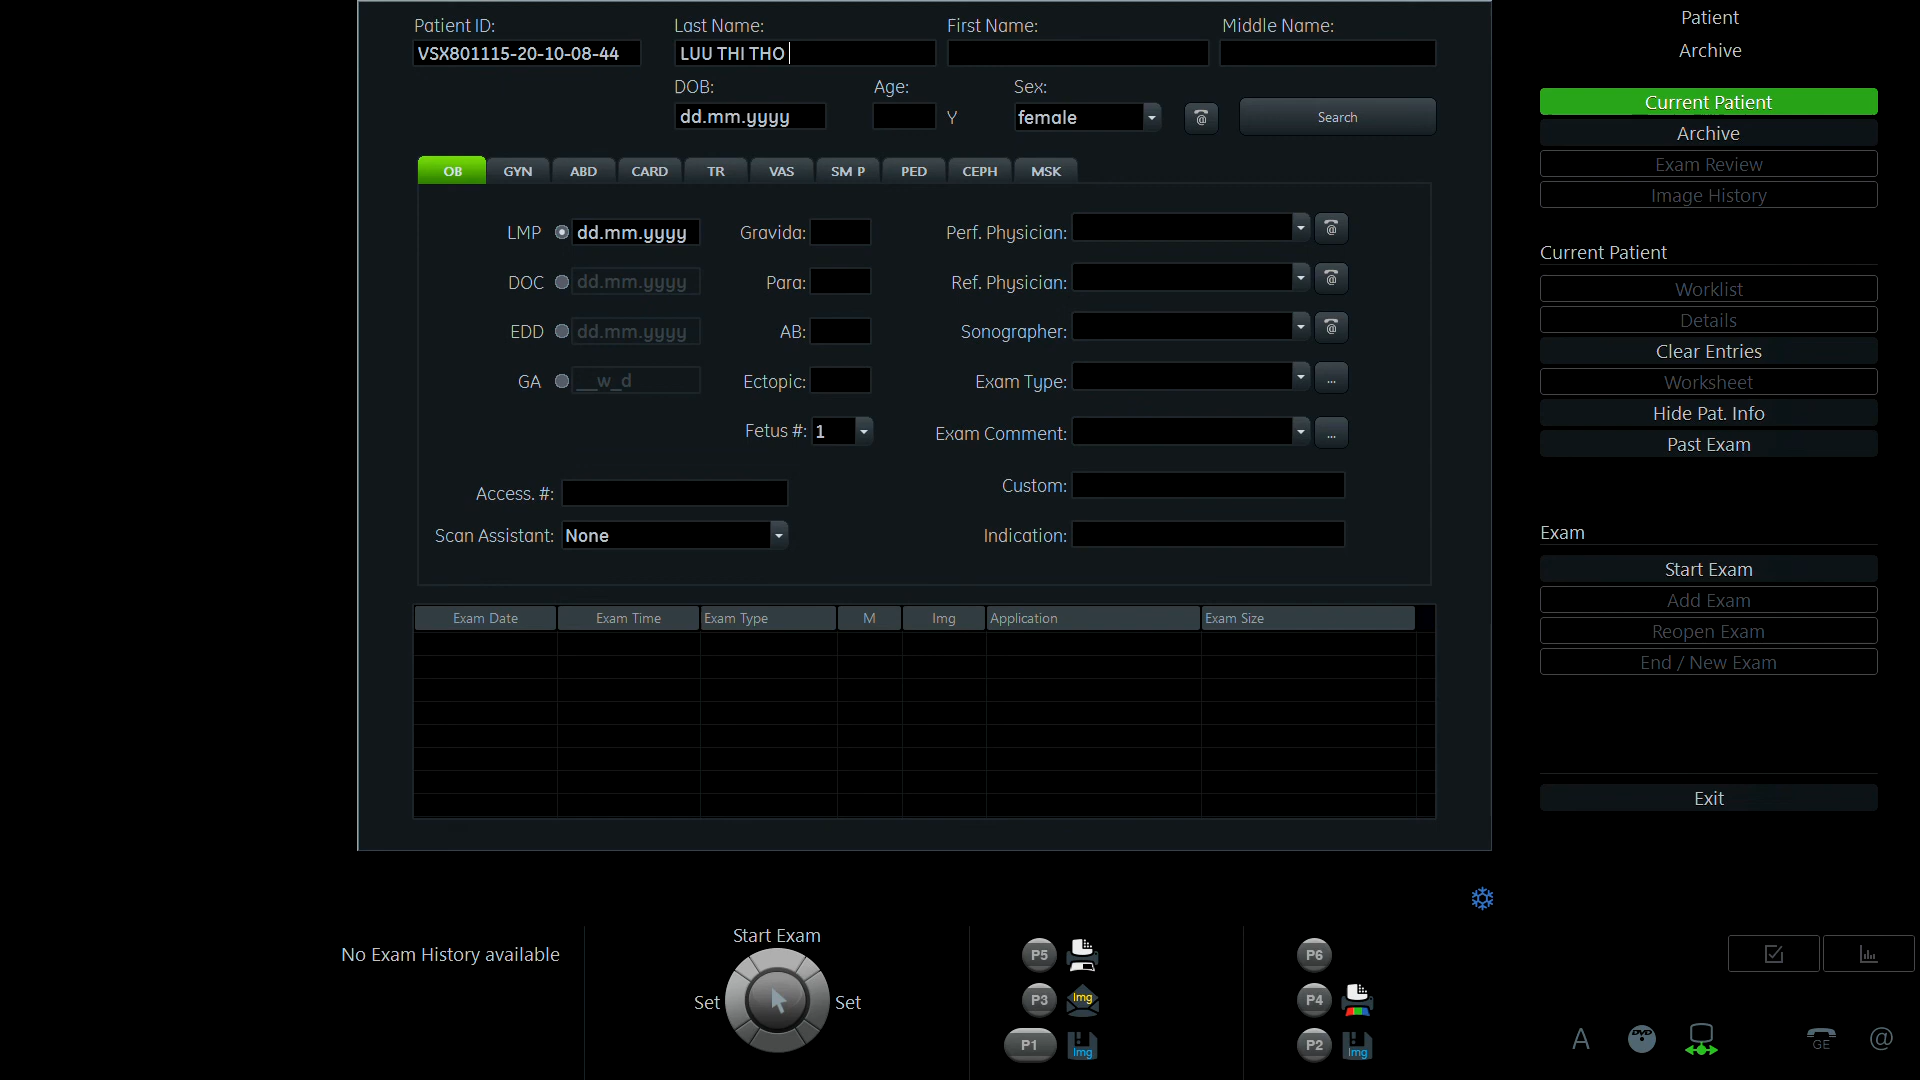 Patient ID: Last Name: First Name: Middle Name:
VSX801115-20-10-08-44 LUU THI THO
DOB: Age: Sex:
dd.mm.yyyy Y female @ Search
OB GYN ABD CARD TR VAS SM P PED CEPH MSK
LMP dd.mm.yyyy Gravida: Perf. Physician: @
DOC dd.mm.yyyy Para: Ref. Physician: @
EDD dd.mm.yyyy AB: Sonographer: @
GA __w_d Ectopic: Exam Type: ...
Fetus #: 1 Exam Comment: ...
Access. #: Custom:
Scan Assistant: None Indication:
Exam Date Exam Time Exam Type M Img Application Exam Size
Patient
Archive
Current Patient
Archive
Exam Review
Image History
Current Patient
Worklist
Details
Clear Entries
Worksheet
Hide Pat. Info
Past Exam
Exam
Start Exam
Add Exam
Reopen Exam
End / New Exam
Exit
No Exam History available
Start Exam
Set Set
P5 P6
P3 Img P4
P1 Img P2 Img
A DVD GE @